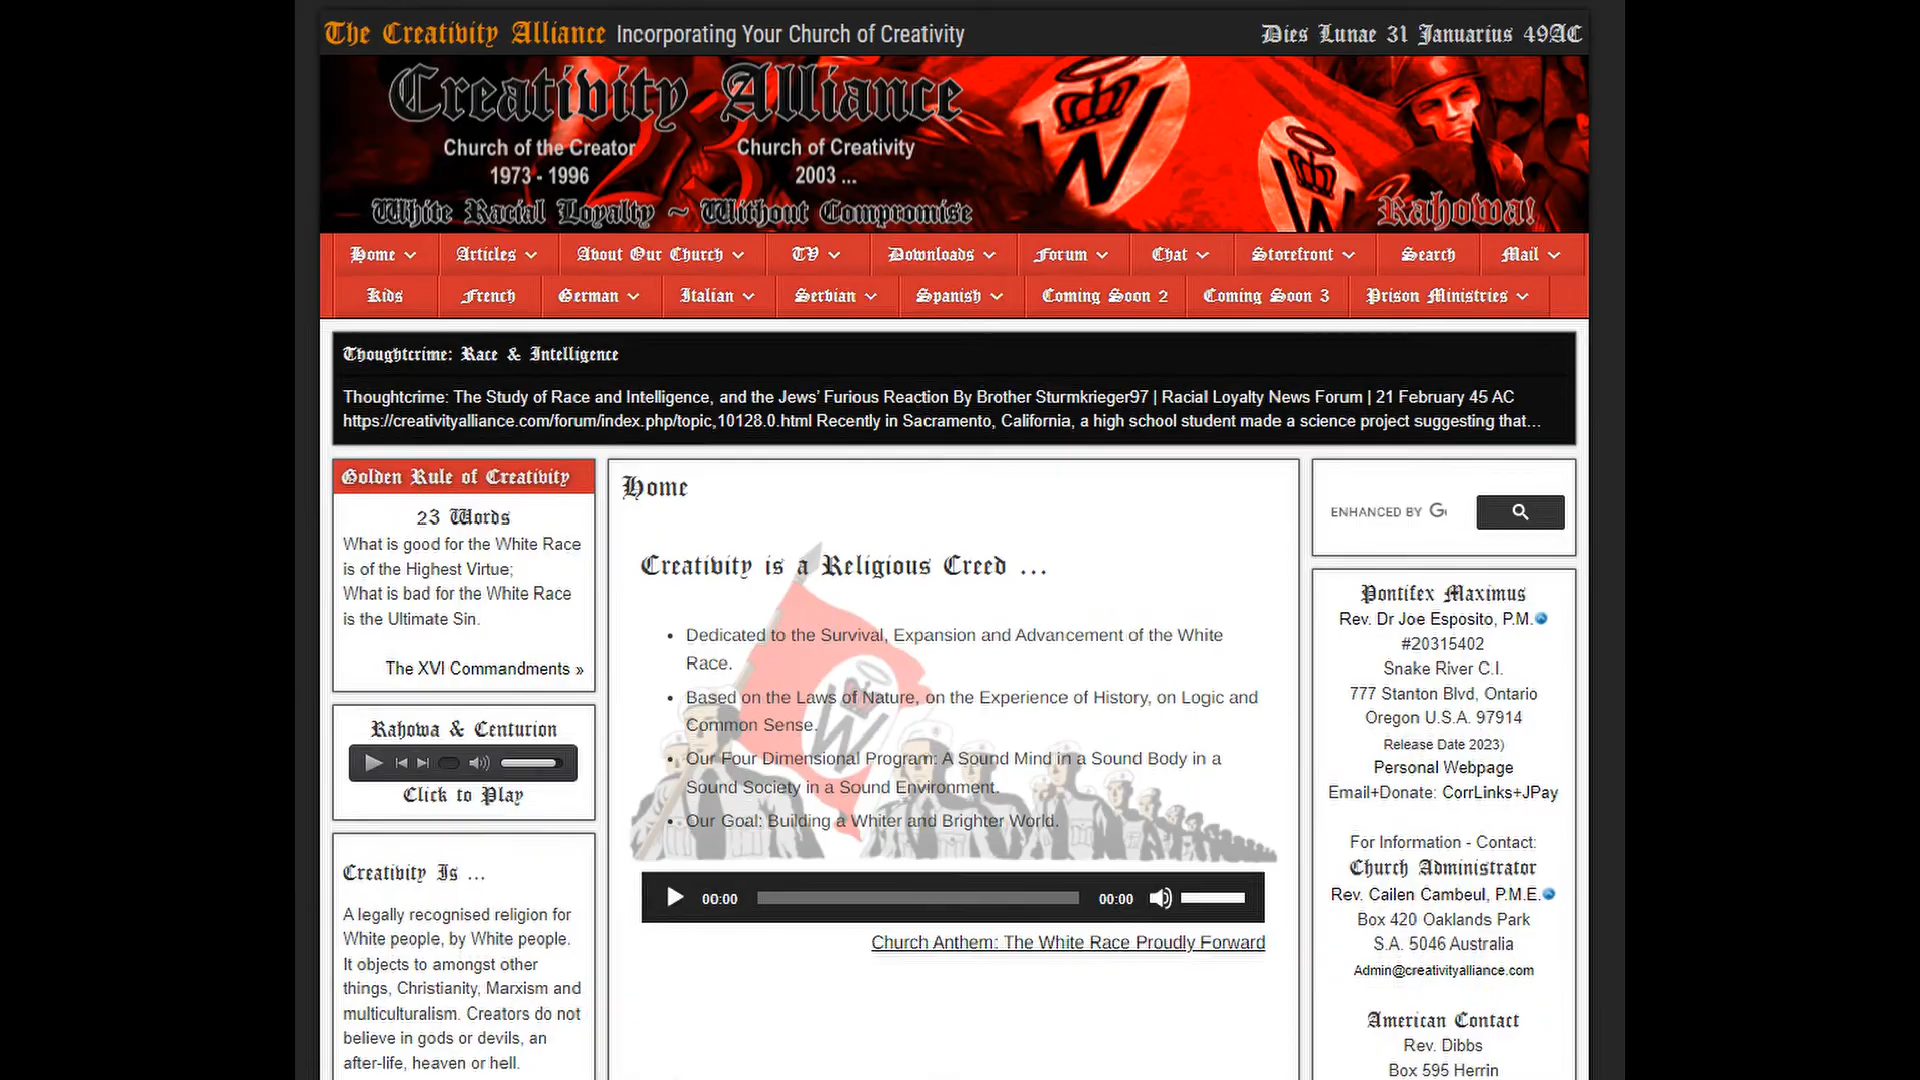 The Creativity Alliance Incorporating Your Church of Creativity
Dies Lunae 31 Januarius 49AC
Creativity Alliance
Church of the Creator
1973 - 1996
Church of Creativity
2003 ...
23
White Racial Loyalty ~ Without Compromise
W
W
Rahowa!
Home
Articles
About Our Church
TV
Downloads
Forum
Chat
Storefront
Search
Mail
Kids
French
German
Italian
Serbian
Spanish
Coming Soon 2
Coming Soon 3
Prison Ministries
Thoughtcrime: Race & Intelligence
Thoughtcrime: The Study of Race and Intelligence, and the Jews’ Furious Reaction By Brother Sturmkrieger97 | Racial Loyalty News Forum | 21 February 45 AC
https://creativityalliance.com/forum/index.php/topic,10128.0.html Recently in Sacramento, California, a high school student made a science project suggesting that…
Golden Rule of Creativity
23 Words
What is good for the White Race
is of the Highest Virtue;
What is bad for the White Race
is the Ultimate Sin.
The XVI Commandments »
Rahowa & Centurion
Click to Play
Creativity Is ...
A legally recognised religion for
White people, by White people.
It objects to amongst other
things, Christianity, Marxism and
multiculturalism. Creators do not
believe in gods or devils, an
after-life, heaven or hell.
Home
Creativity is a Religious Creed ...
• Dedicated to the Survival, Expansion and Advancement of the White
Race.
• Based on the Laws of Nature, on the Experience of History, on Logic and
Common Sense.
• Our Four Dimensional Program: A Sound Mind in a Sound Body in a
Sound Society in a Sound Environment.
• Our Goal: Building a Whiter and Brighter World.
W
00:00
00:00
Church Anthem: The White Race Proudly Forward
ENHANCED BY G
Pontifex Maximus
Rev. Dr Joe Esposito, P.M.
#20315402
Snake River C.I.
777 Stanton Blvd, Ontario
Oregon U.S.A. 97914
Release Date 2023)
Personal Webpage
Email+Donate: CorrLinks+JPay
For Information - Contact:
Church Administrator
Rev. Cailen Cambeul, P.M.E.
Box 420 Oaklands Park
S.A. 5046 Australia
Admin@creativityalliance.com
American Contact
Rev. Dibbs
Box 595 Herrin